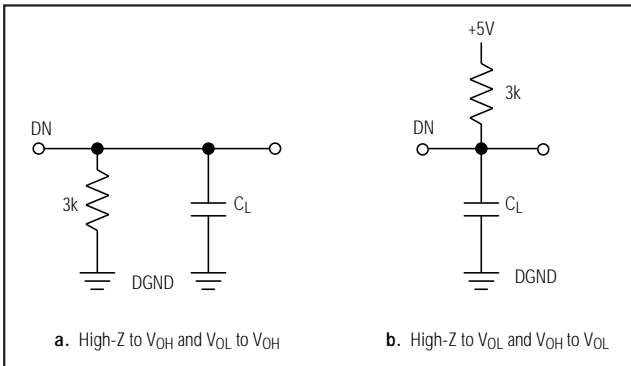 DN
3k
C_L
DGND
a. High-Z to V_OH and V_OL to V_OH
+5V
3k
DN
C_L
DGND
b. High-Z to V_OL and V_OH to V_OL